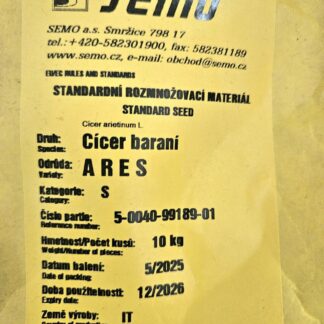 semo
SEMO a.s. Smržice 798 17
tel.: +420-582301900, fax: 582381189
www.semo.cz, e-mail: obchod@semo.cz
EU/EC RULES AND STANDARDS
STANDARDNÍ ROZMNOŽOVACÍ MATERIÁL
STANDARD SEED
Cicer arietinum L.
Druh: Cícer baraní
Species:
Odrůda: ARES
Variety:
Kategorie: S
Category:
Číslo partie: 5-0040-99189-01
Reference number:
Hmotnost/Počet kusů: 10 kg
Weight/Number of pieces:
Datum balení: 5/2025
Date of packing:
Doba použitelnosti: 12/2026
Expiry date:
Země výroby: IT